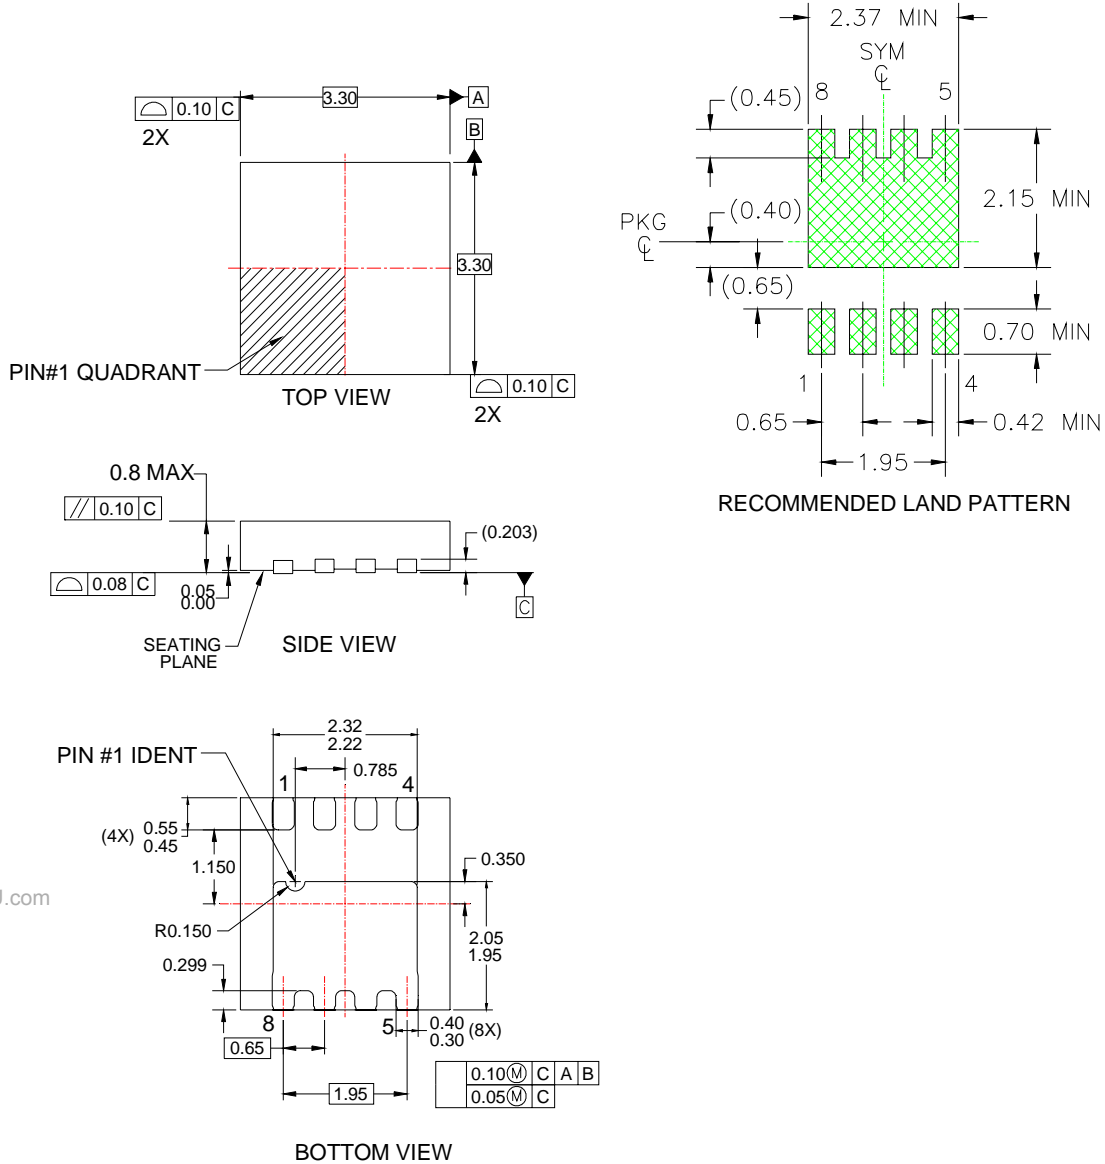 0.10 C
2X
3.30
A
B
3.30
PIN#1 QUADRANT
TOP VIEW
0.10 C
2X
2.37 MIN
SYM
CL
8
5
(0.45)
2.15 MIN
(0.40)
PKG
CL
(0.65)
0.70 MIN
1
4
0.65
0.42 MIN
1.95
RECOMMENDED LAND PATTERN
0.8 MAX
// 0.10 C
(0.203)
0.08 C
0.05
0.00
C
SEATING
PLANE
SIDE VIEW
2.32
2.22
PIN #1 IDENT
0.785
1
4
(4X)
0.55
0.45
1.150
0.350
J.com
R0.150
2.05
1.95
0.299
8
5
0.40
0.30
(8X)
0.65
1.95
0.10 Ⓜ C A B
0.05 Ⓜ C
BOTTOM VIEW